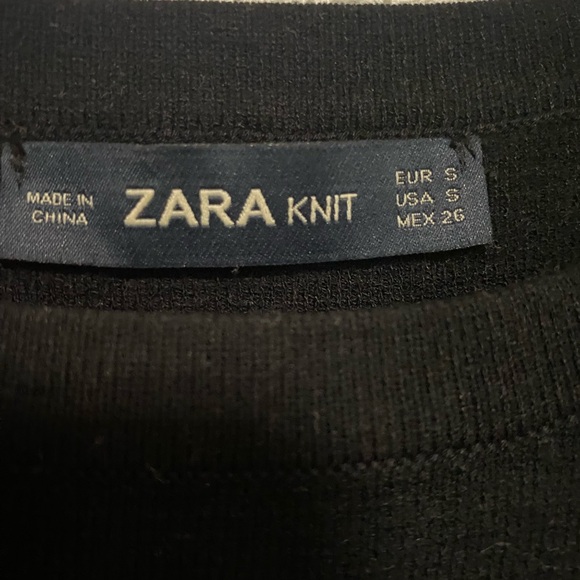 MADE IN
CHINA
ZARA KNIT
EUR S
USA S
MEX 26